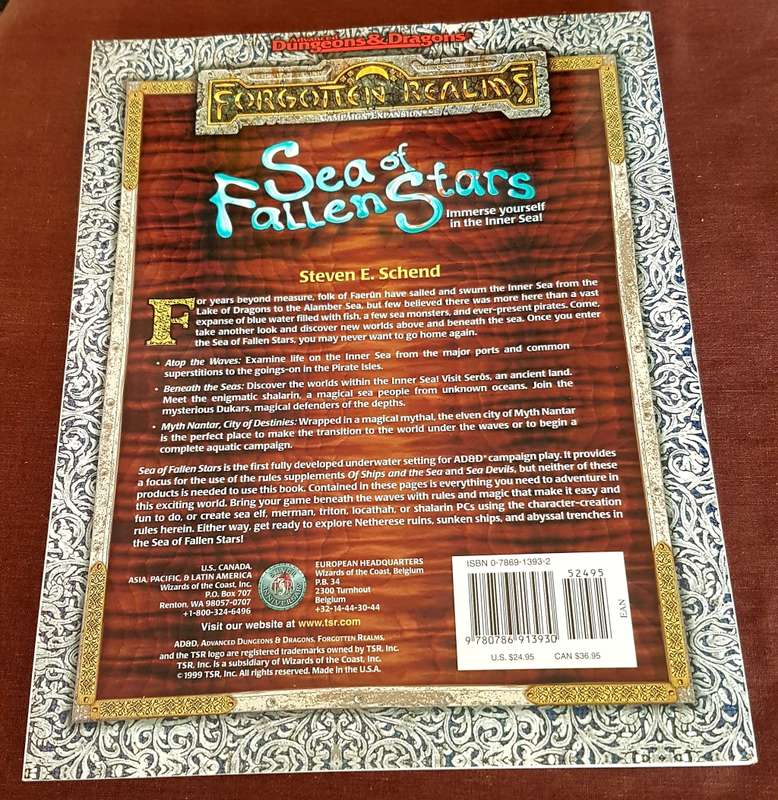 Advanced
Dungeons & Dragons
FORGOTTEN REALMS®
CAMPAIGN EXPANSION
Sea of
Fallen Stars
Immerse yourself
in the Inner Sea!
Steven E. Schend
For years beyond measure, folk of Faerûn have sailed and swum the Inner Sea from the
Lake of Dragons to the Alamber Sea, but few believed there was more here than a vast
expanse of blue water filled with fish, a few sea monsters, and ever-present pirates. Come,
take another look and discover new worlds above and beneath the sea. Once you enter
the Sea of Fallen Stars, you may never want to go home again.
• Atop the Waves: Examine life on the Inner Sea from the major ports and common
superstitions to the goings-on in the Pirate Isles.
• Beneath the Seas: Discover the worlds within the Inner Sea! Visit Serôs, an ancient land.
Meet the enigmatic shalarin, a magical sea people from unknown oceans. Join the
mysterious Dukars, magical defenders of the depths.
• Myth Nantar, City of Destinies: Wrapped in a magical mythal, the elven city of Myth Nantar
is the perfect place to make the transition to the world under the waves or to begin a
complete aquatic campaign.
Sea of Fallen Stars is the first fully developed underwater setting for AD&D® campaign play. It provides
a focus for the use of the rules supplements Of Ships and the Sea and Sea Devils, but neither of these
products is needed to use this book. Contained in these pages is everything you need to adventure in
this exciting world. Bring your game beneath the waves with rules and magic that make it easy and
fun to do, or create sea elf, merman, triton, locathah, or shalarin PCs using the character-creation
rules herein. Either way, get ready to explore Netherese ruins, sunken ships, and abyssal trenches in
the Sea of Fallen Stars!
U.S., CANADA,
ASIA, PACIFIC, & LATIN AMERICA
Wizards of the Coast, Inc.
P.O. Box 707
Renton, WA 98057-0707
+1-800-324-6496
TSR
EUROPEAN HEADQUARTERS
Wizards of the Coast, Belgium
P.B. 34
2300 Turnhout
Belgium
+32-14-44-30-44
Visit our website at www.tsr.com
AD&D, ADVANCED DUNGEONS & DRAGONS, FORGOTTEN REALMS,
and the TSR logo are registered trademarks owned by TSR, Inc.
TSR, Inc. is a subsidiary of Wizards of the Coast, Inc.
© 1999 TSR, Inc. All rights reserved. Made in the U.S.A.
ISBN 0-7869-1393-2
52495
EAN
9 780786 913930
U.S. $24.95 CAN $36.95